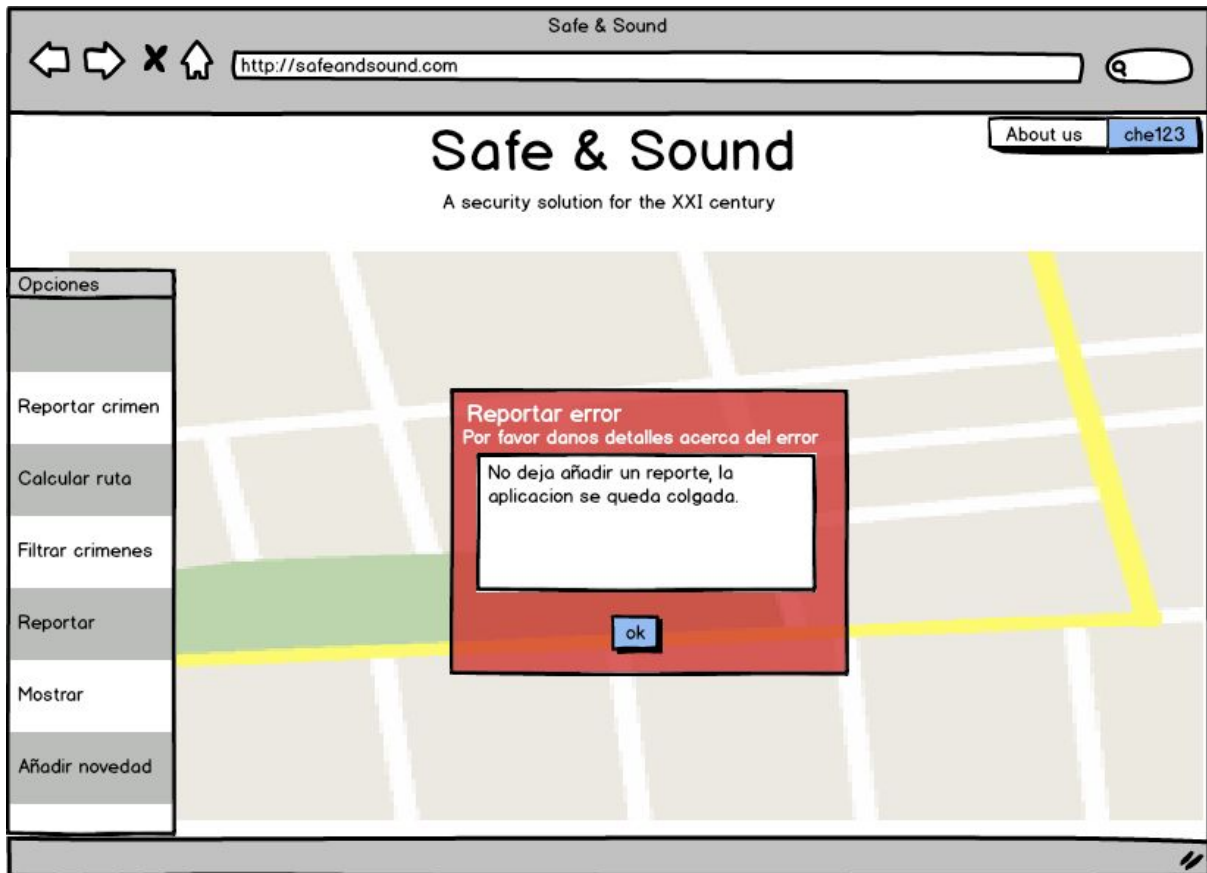 Safe & Sound
http://safeandsound.com
About us
che123
Safe & Sound
A security solution for the XXI century
Opciones
Reportar crimen
Calcular ruta
Filtrar crimenes
Reportar
Mostrar
Añadir novedad
Reportar error
Por favor danos detalles acerca del error
No deja añadir un reporte, la
aplicacion se queda colgada.
ok